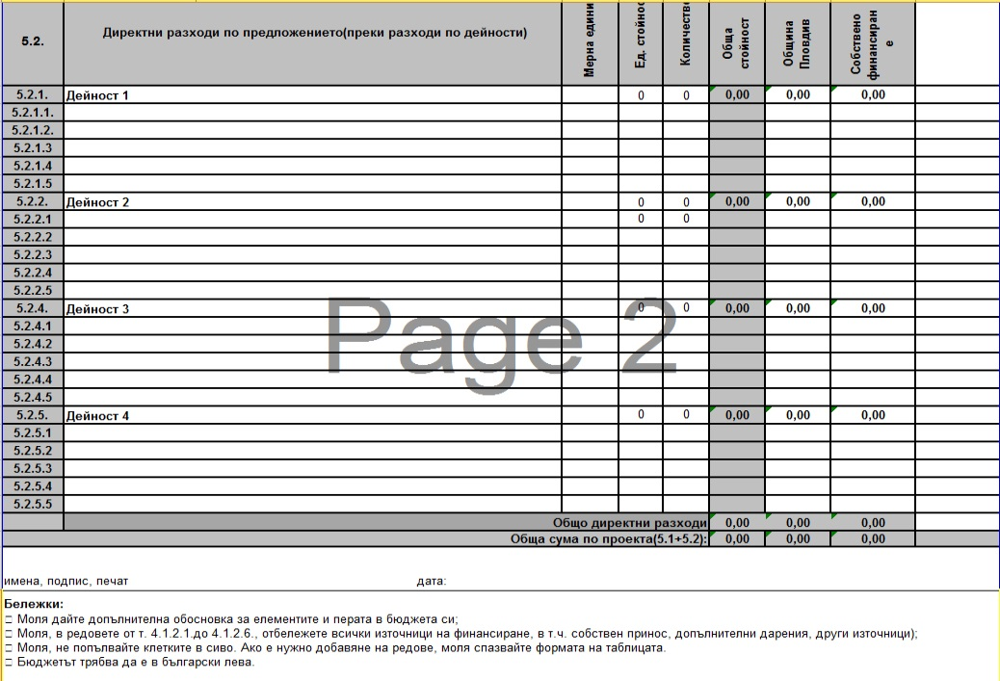 5.2. Директни разходи по предложението(преки разходи по дейности) Мерна едини Ед. стойнос Количеств Обща стойност Община Пловдив Собствено финансиран е
5.2.1. Дейност 1 0 0 0,00 0,00 0,00
5.2.1.1.
5.2.1.2.
5.2.1.3
5.2.1.4
5.2.1.5
5.2.2. Дейност 2 0 0 0,00 0,00 0,00
5.2.2.1 0 0
5.2.2.2
5.2.2.3
5.2.2.4
5.2.2.5
5.2.4. Дейност 3 0 0 0,00 0,00 0,00
5.2.4.1
5.2.4.2
Page 2
5.2.4.3
5.2.4.4
5.2.4.5
5.2.5. Дейност 4 0 0 0,00 0,00 0,00
5.2.5.1
5.2.5.2
5.2.5.3
5.2.5.4
5.2.5.5
Общо директни разходи 0,00 0,00 0,00
Обща сума по проекта(5.1+5.2): 0,00 0,00 0,00
имена, подпис, печат дата:
Бележки:
□ Моля дайте допълнителна обосновка за елементите и перата в бюджета си;
□ Моля, в редовете от т. 4.1.2.1.до 4.1.2.6., отбележете всички източници на финансиране, в т.ч. собствен принос, допълнителни дарения, други източници);
□ Моля, не попълвайте клетките в сиво. Ако е нужно добавяне на редове, моля спазвайте формата на таблицата.
□ Бюджетът трябва да е в български лева.